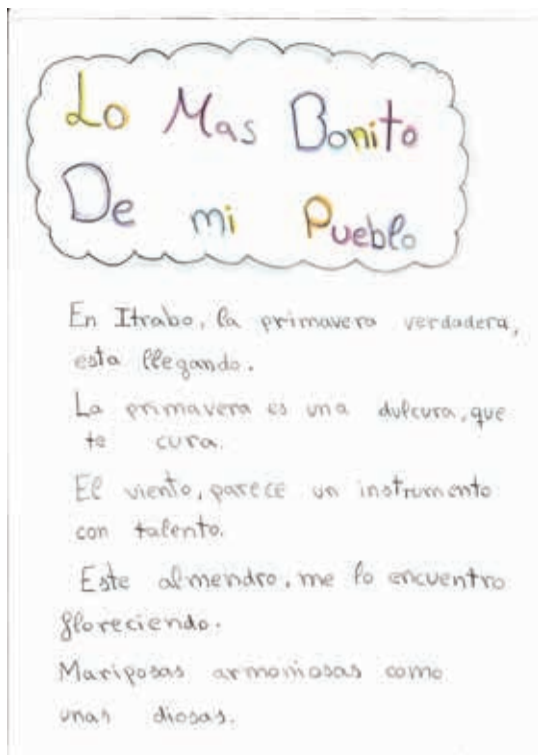 Lo Mas Bonito
De mi Pueblo
En Itrabo, la primavera verdadera,
esta llegando.
La primavera es una dulcura, que
te cura.
El viento, parece un instrumento
con talento.
Este almendro, me lo encuentro
floreciendo.
Mariposas armoniosas como
unas diosas.